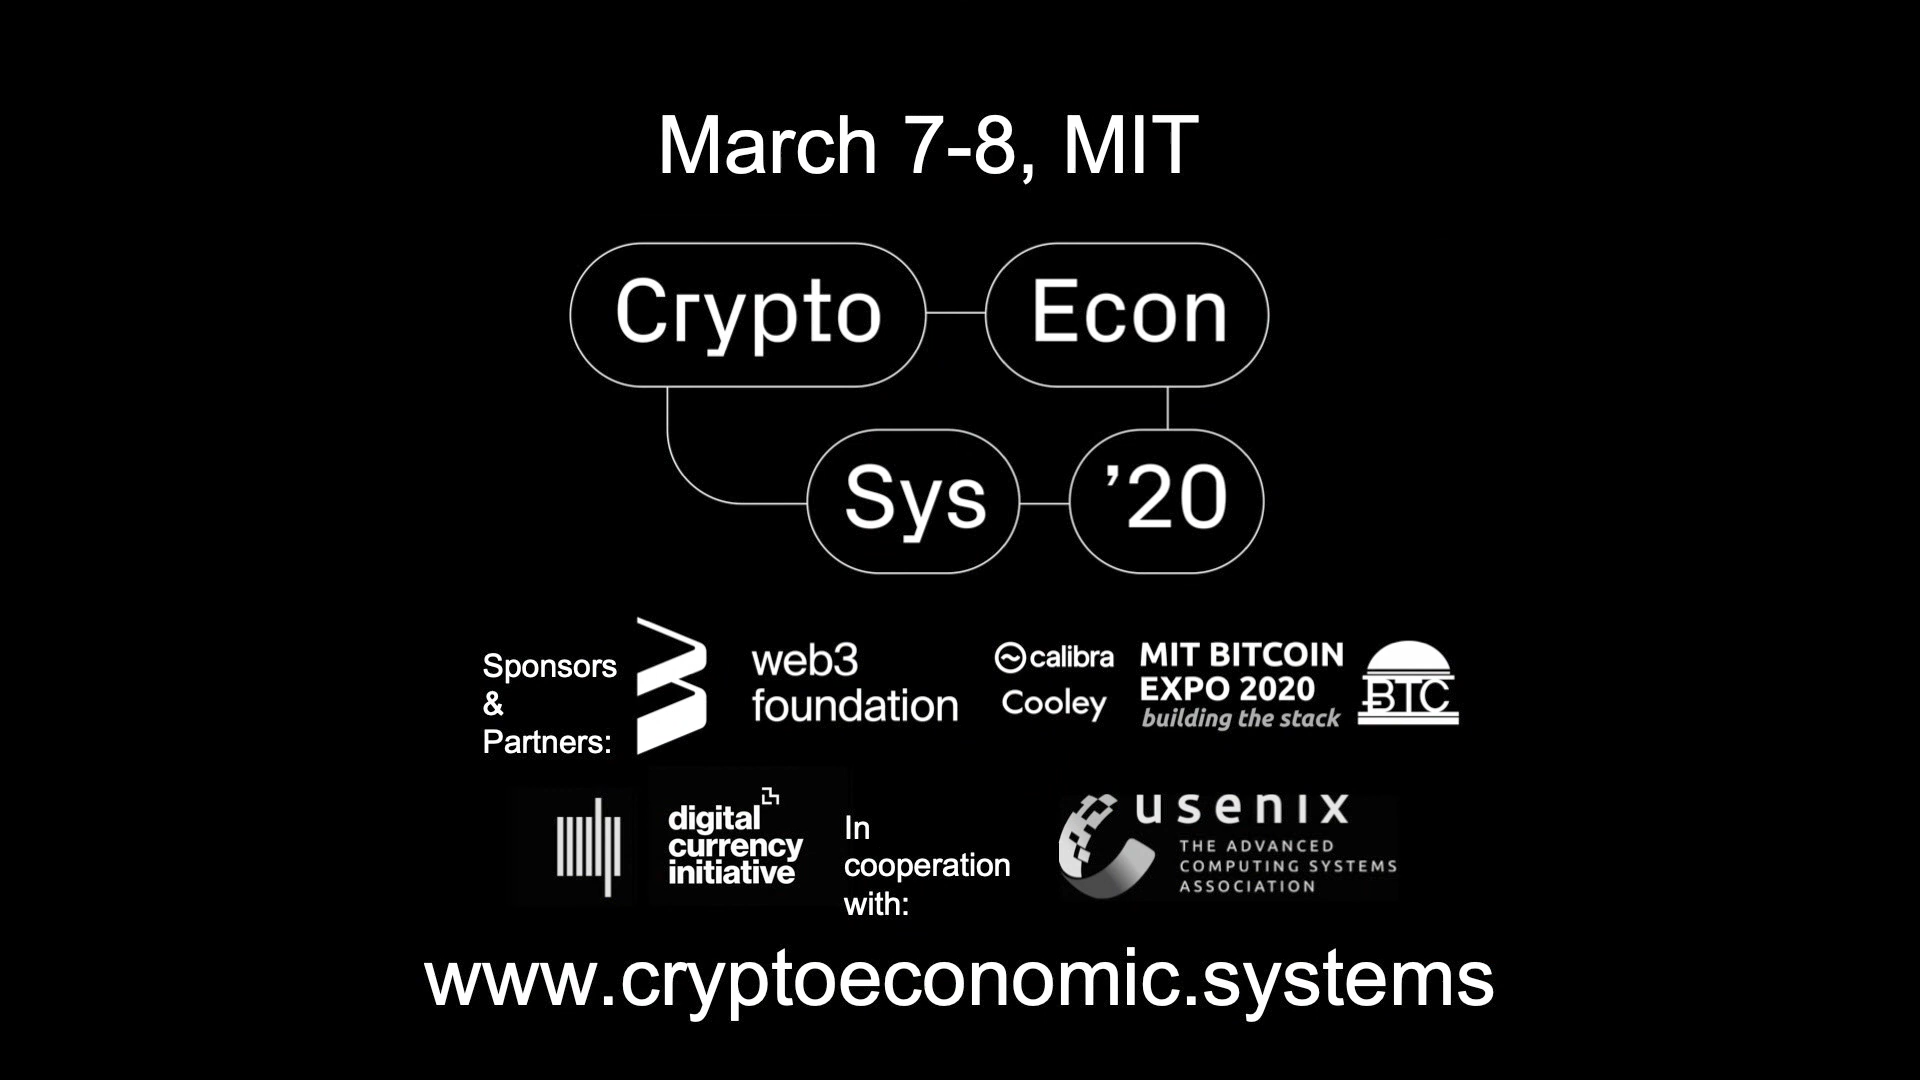 March 7-8, MIT
Crypto Econ
Sys ’20
Sponsors
&
Partners:
web3
foundation
calibra
Cooley
MIT BITCOIN
EXPO 2020
building the stack
BTC
digital
currency
initiative
In
cooperation
with:
usenix
THE ADVANCED
COMPUTING SYSTEMS
ASSOCIATION
www.cryptoeconomic.systems